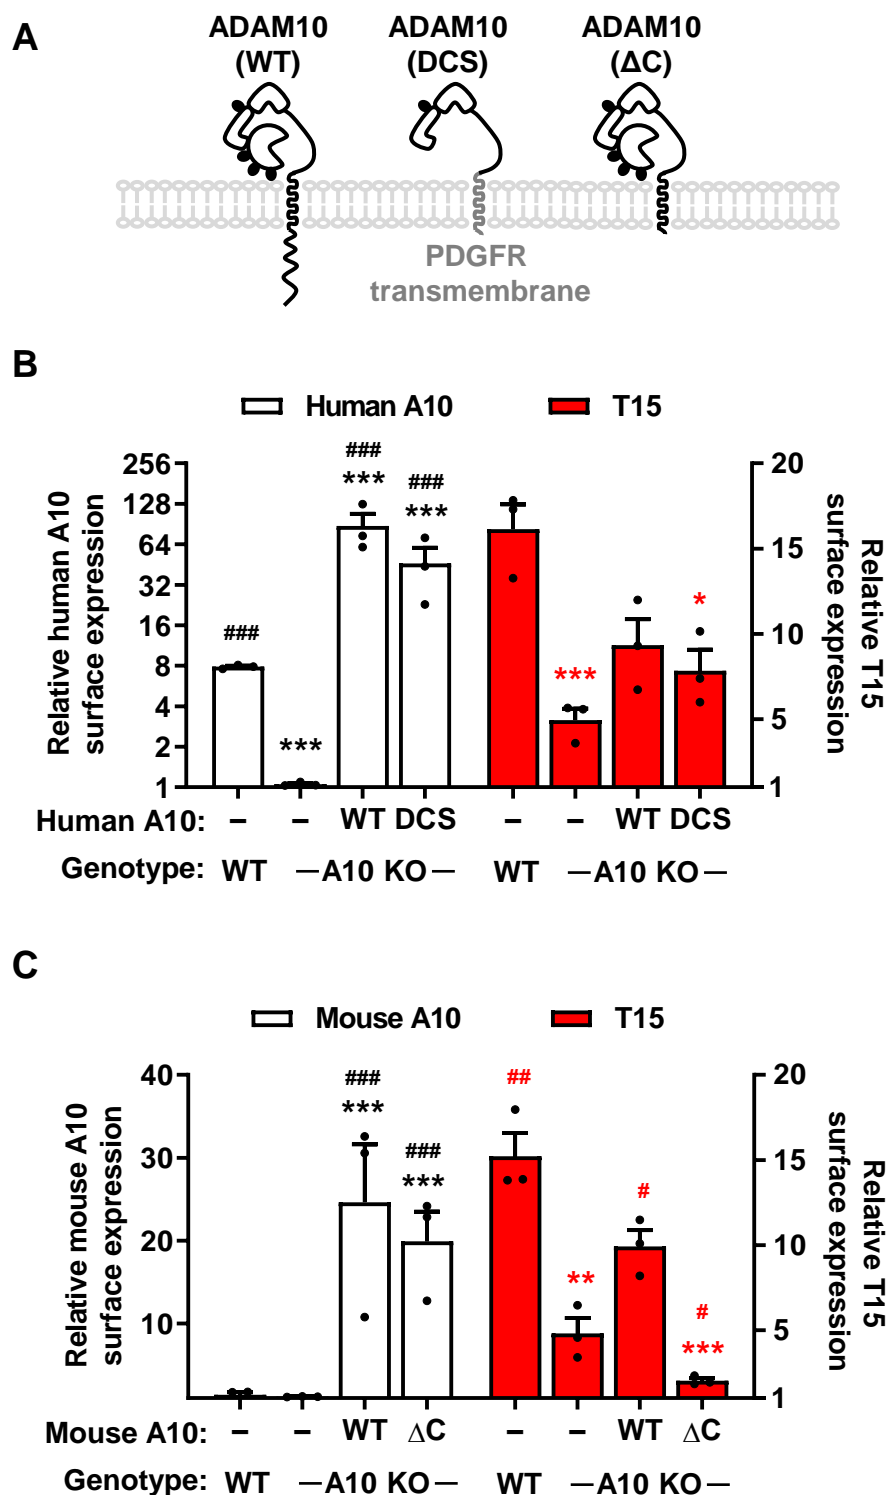 A
ADAM10 ADAM10 ADAM10
(WT) (DCS) (ΔC)
PDGFR
transmembrane
B
Human A10 T15
Relative human A10
surface expression
256
128
64
32
16
8
4
2
1
###
***
###
***
###
***
***
*
20
15
10
5
1
Relative T15
surface expression
Human A10: – – WT DCS – – WT DCS
Genotype: WT –A10 KO – WT –A10 KO –
C
Mouse A10 T15
Relative mouse A10
surface expression
40
30
20
10
###
***
###
***
##
**
#
#
***
20
15
10
5
1
Relative T15
surface expression
Mouse A10: – – WT ΔC – – WT ΔC
Genotype: WT –A10 KO – WT –A10 KO –